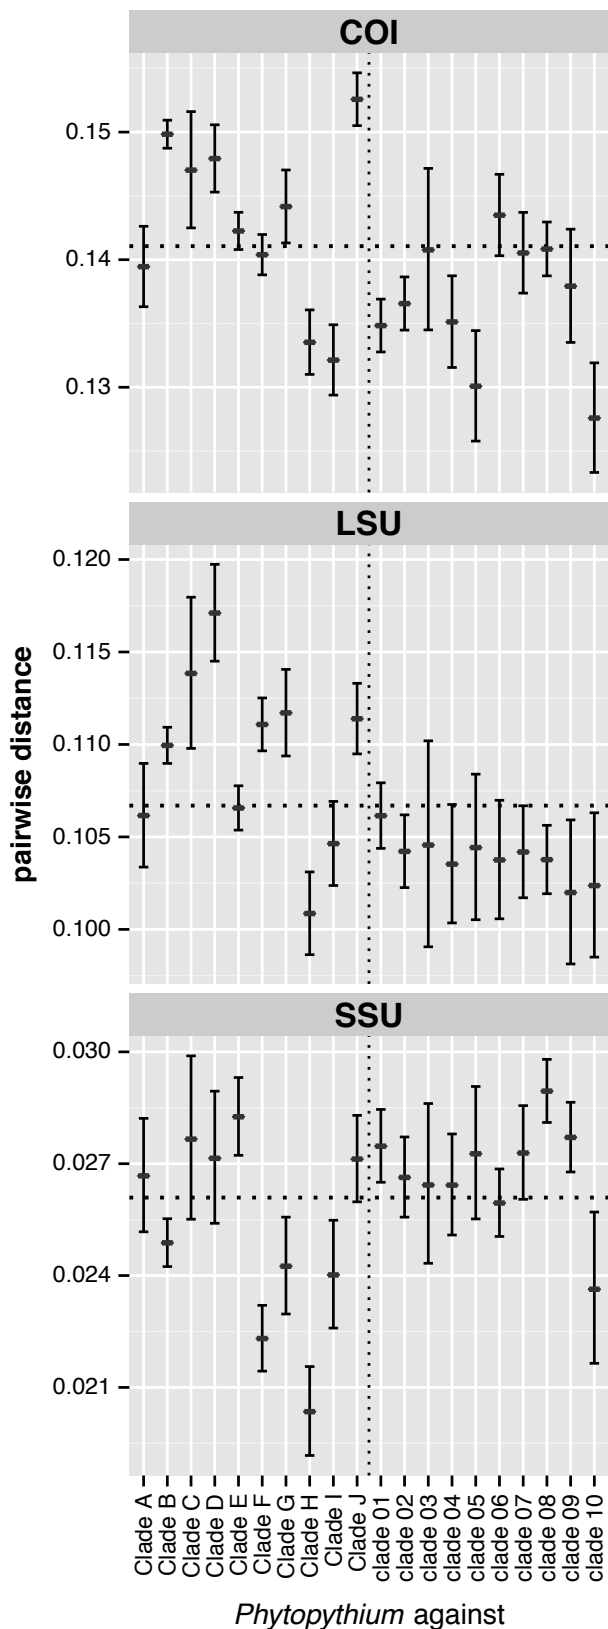 COI
0.15
0.14
0.13
LSU
0.120
0.115
0.110
0.105
0.100
pairwise distance
SSU
0.030
0.027
0.024
0.021
Clade A
Clade B
Clade C
Clade D
Clade E
Clade F
Clade G
Clade H
Clade I
Clade J
clade 01
clade 02
clade 03
clade 04
clade 05
clade 06
clade 07
clade 08
clade 09
clade 10
Phytopythium against